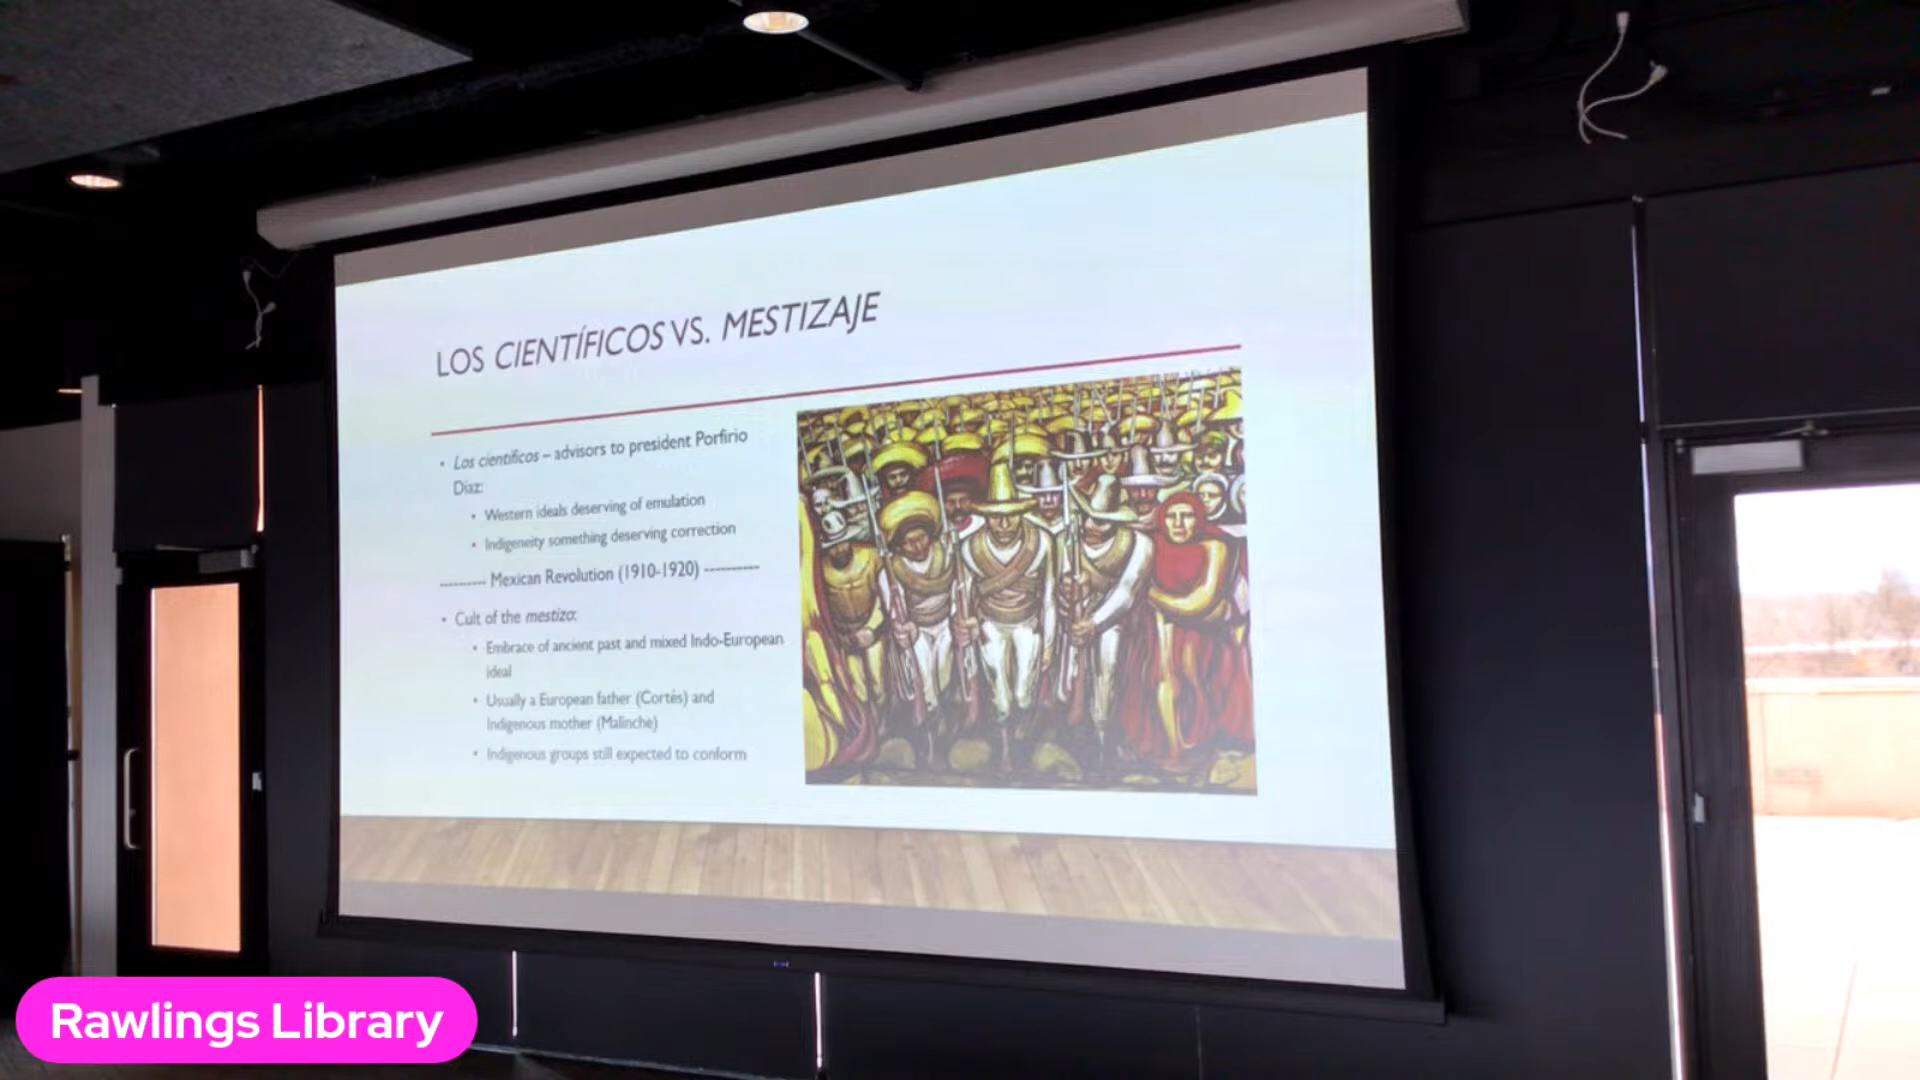 LOS CIENTÍFICOS VS. MESTIZAJE
• Los científicos – advisors to president Porfirio
Díaz:
• Western ideals deserving of emulation
• Indigeneity something deserving correction
--------- Mexican Revolution (1910-1920) ----------
• Cult of the mestizo:
• Embrace of ancient past and mixed Indo-European
ideal
• Usually a European father (Cortés) and
Indigenous mother (Malinche)
• Indigenous groups still expected to conform
Rawlings Library